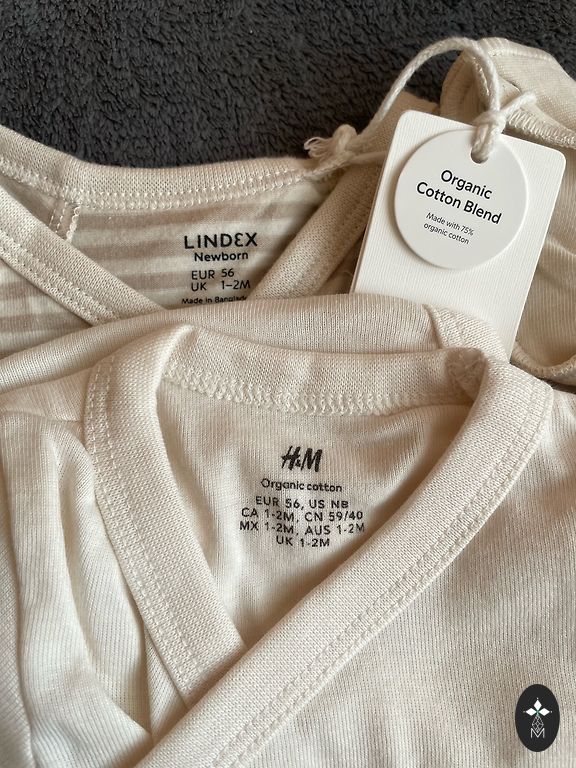 Organic
Cotton Blend
Made with 75%
organic cotton
LINDEX
Newborn
EUR 56
UK 1-2M
Made in
H&M
Organic cotton
EUR 56, US NB
CA 1-2M, CN 59/40
MX 1-2M, AUS 1-2M
UK 1-2M